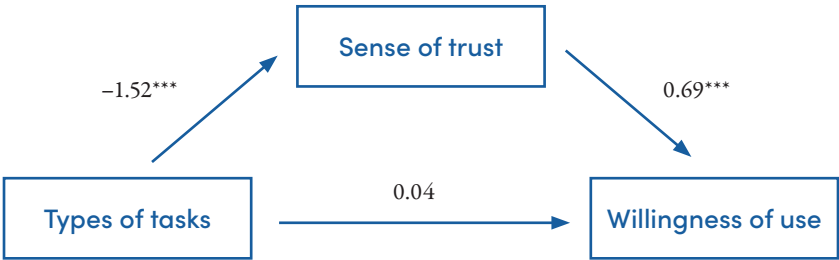 Sense of trust
–1.52***
0.69***
0.04
Types of tasks
Willingness of use